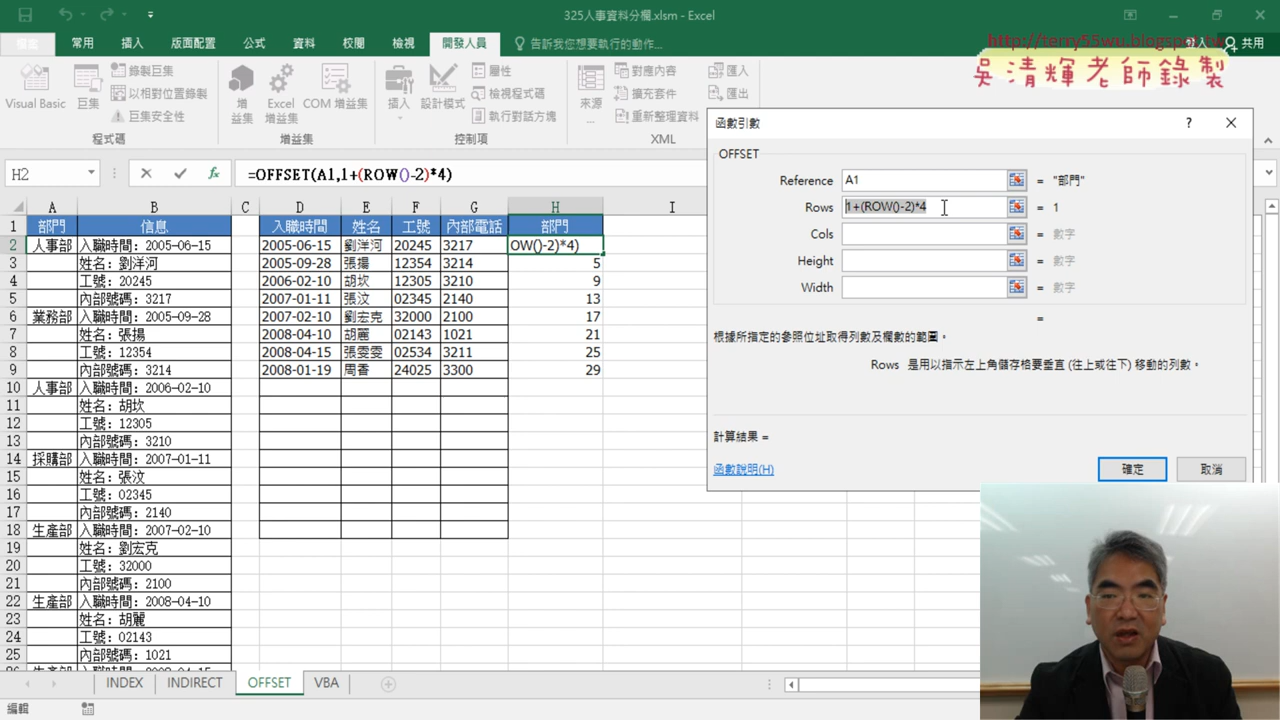 325人事資料分欄.xlsm - Excel
http://terry55wu.blogspot.tw
吳清輝老師錄製
常用 插入 版面配置 公式 資料 校閱 檢視 開發人員 告訴我您想要執行的動作... 共用
Visual Basic 巨集 錄製巨集 以相對位置錄製 巨集安全性
增益集 Excel 增益集 COM 增益集
插入 設計模式 屬性 檢視程式碼 執行對話方塊
來源 對應內容 擴充套件 重新整理資料 匯入 匯出
程式碼 增益集 控制項 XML
H2 fx =OFFSET(A1,1+(ROW()-2)*4)
A B C D E F G H I
1 部門 信息 入職時間 姓名 工號 內部電話 部門
2 人事部 入職時間：2005-06-15 2005-06-15 劉洋河 20245 3217 OW()-2)*4)
3 姓名：劉洋河 2005-09-28 張揚 12354 3214 5
4 工號：20245 2006-02-10 胡坎 12305 3210 9
5 內部號碼：3217 2007-01-11 張汶 02345 2140 13
6 業務部 入職時間：2005-09-28 2007-02-10 劉宏克 32000 2100 17
7 姓名：張揚 2008-04-10 胡麗 02143 1021 21
8 工號：12354 2008-04-15 張雯雯 02534 3211 25
9 內部號碼：3214 2008-01-19 周香 24025 3300 29
10 人事部 入職時間：2006-02-10
11 姓名：胡坎
12 工號：12305
13 內部號碼：3210
14 採購部 入職時間：2007-01-11
15 姓名：張汶
16 工號：02345
17 內部號碼：2140
18 生產部 入職時間：2007-02-10
19 姓名：劉宏克
20 工號：32000
21 內部號碼：2100
22 生產部 入職時間：2008-04-10
23 姓名：胡麗
24 工號：02143
25 內部號碼：1021
函數引數 ?
OFFSET
Reference A1 = "部門"
Rows 1+(ROW()-2)*4 = 1
Cols = 數字
Height = 數字
Width = 數字
=
根據所指定的參照位址取得列數及欄數的範圍。
Rows 是用以指示左上角儲存格要垂直 (往上或往下) 移動的列數。
計算結果 =
函數說明(H) 確定 取消
INDEX INDIRECT OFFSET VBA
編輯